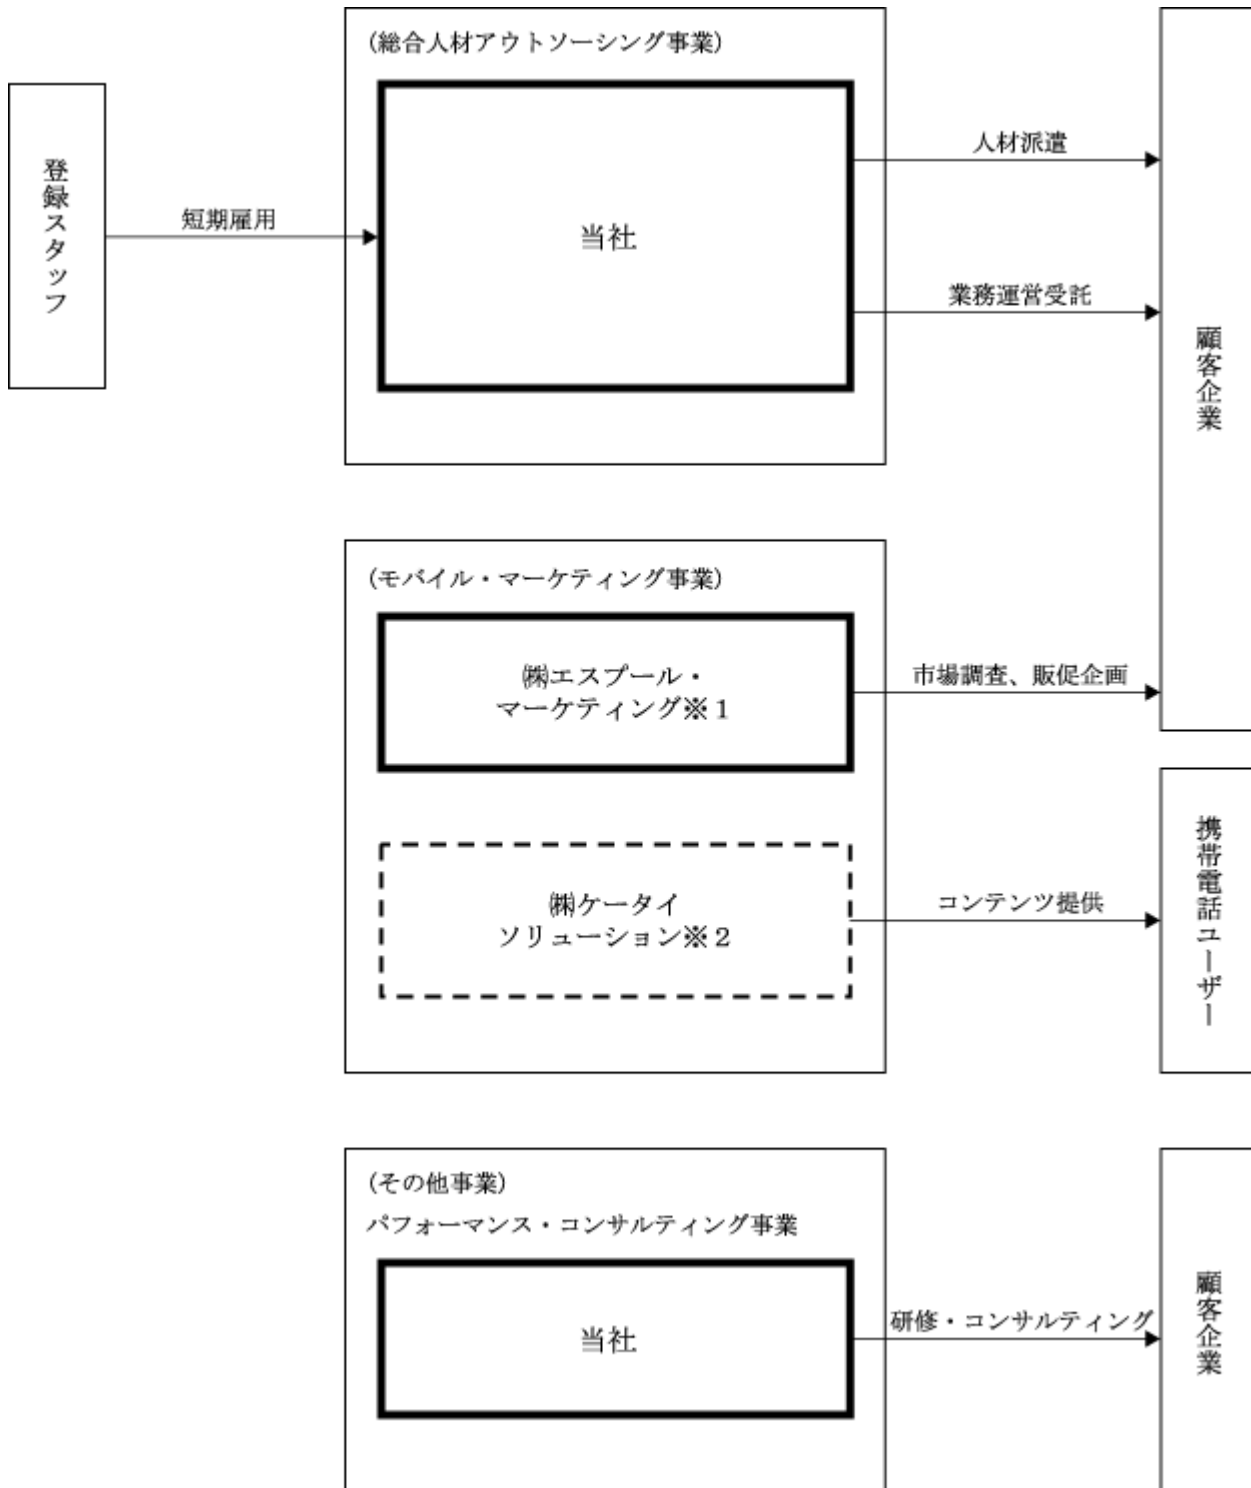 (総合人材アウトソーシング事業)
登録スタッフ
短期雇用
当社
人材派遣
業務運営受託
顧客企業
(モバイル・マーケティング事業)
㈱エスプール・
マーケティング※1
市場調査、販促企画
㈱ケータイ
ソリューション※2
コンテンツ提供
携帯電話ユーザー
(その他事業)
パフォーマンス・コンサルティング事業
当社
研修・コンサルティング
顧客企業